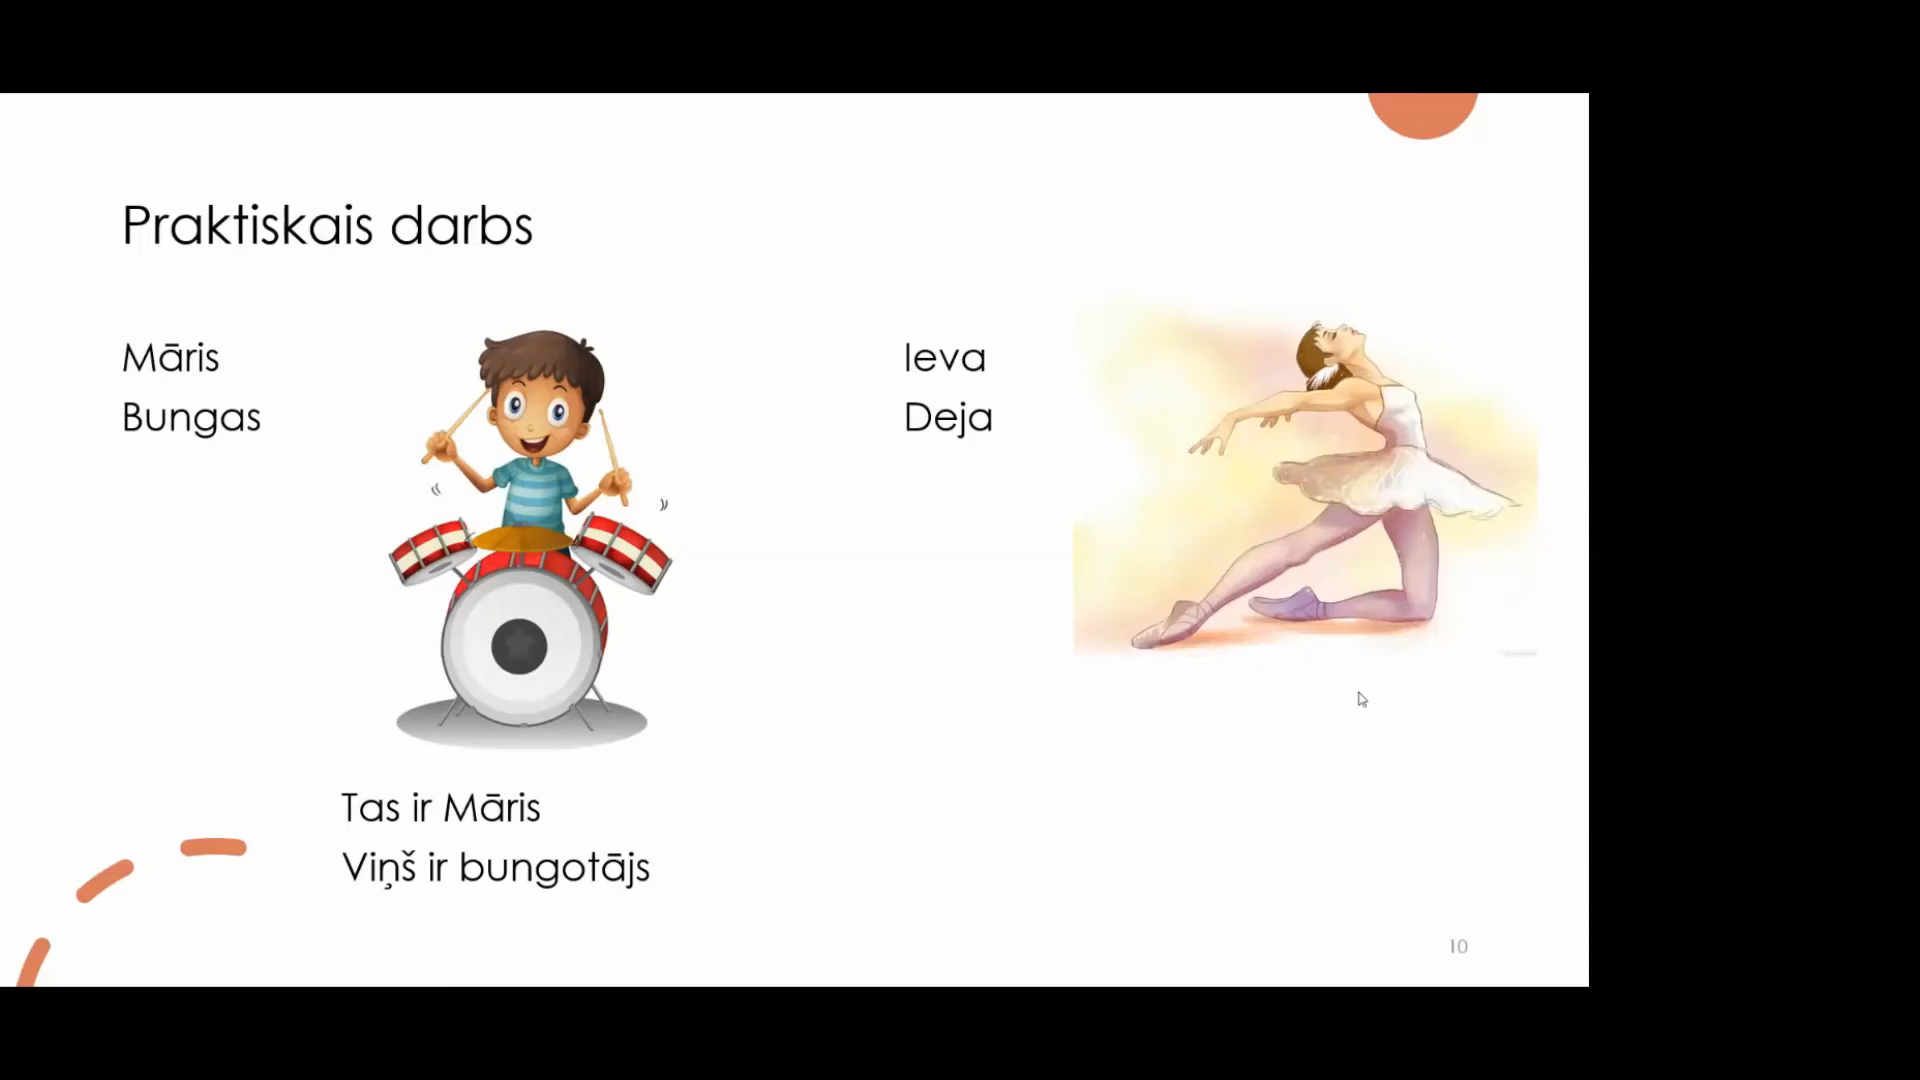 Praktiskais darbs
Māris
Bungas
Ieva
Deja
Tas ir Māris
Viņš ir bungotājs
10